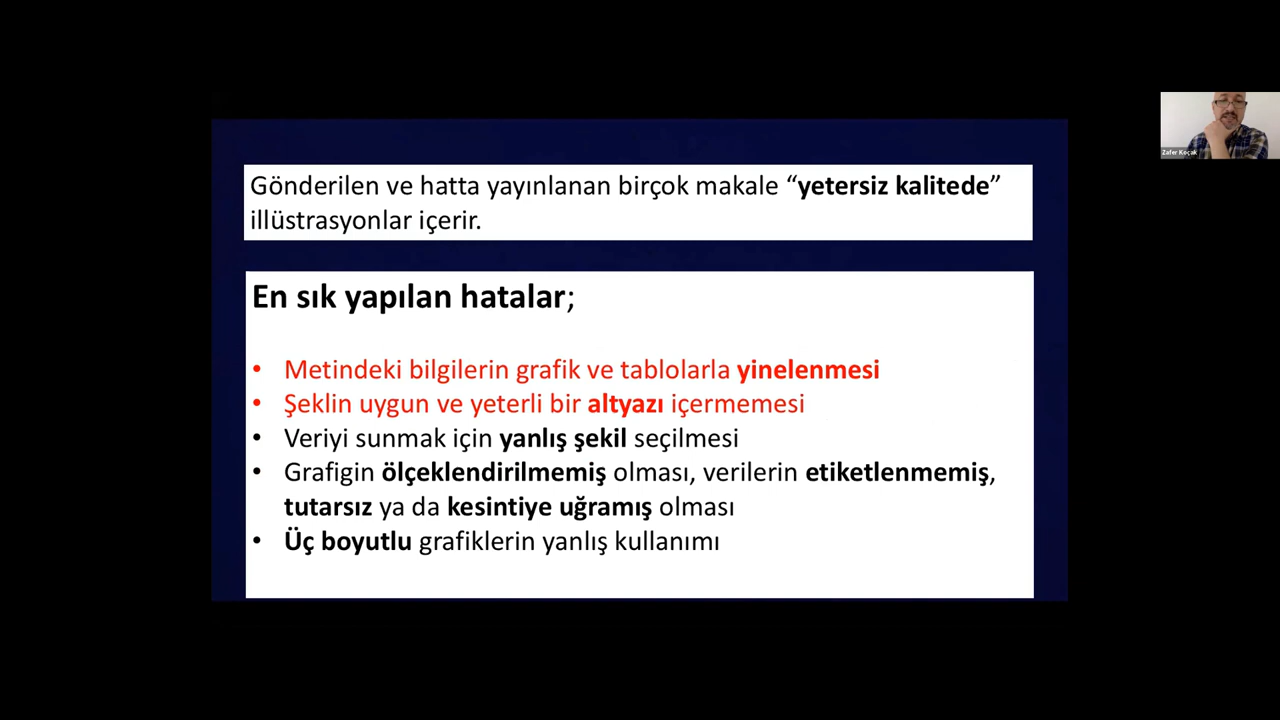 Gönderilen ve hatta yayınlanan birçok makale “yetersiz kalitede”
illüstrasyonlar içerir.
En sık yapılan hatalar;
• Metindeki bilgilerin grafik ve tablolarla yinelenmesi
• Şeklin uygun ve yeterli bir altyazı içermemesi
• Veriyi sunmak için yanlış şekil seçilmesi
• Grafigin ölçeklendirilmemiş olması, verilerin etiketlenmemiş,
tutarsız ya da kesintiye uğramış olması
• Üç boyutlu grafiklerin yanlış kullanımı
Zafer Koçak